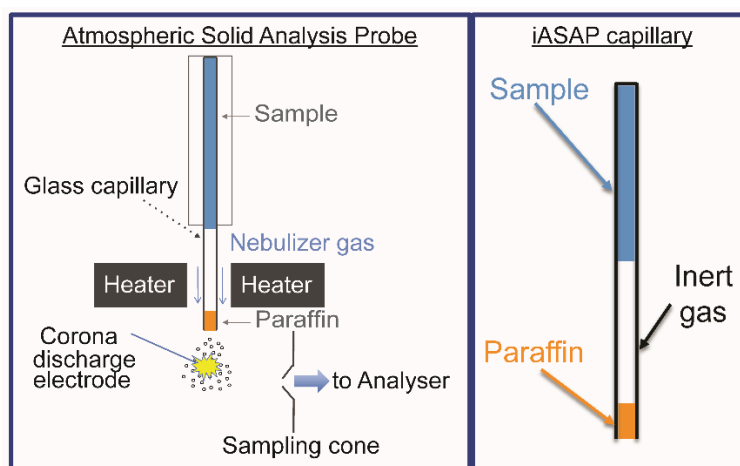 Atmospheric Solid Analysis Probe
Sample
Glass capillary
Nebulizer gas
Heater
Heater
Paraffin
Corona
discharge
electrode
to Analyser
Sampling cone
iASAP capillary
Sample
Inert
gas
Paraffin